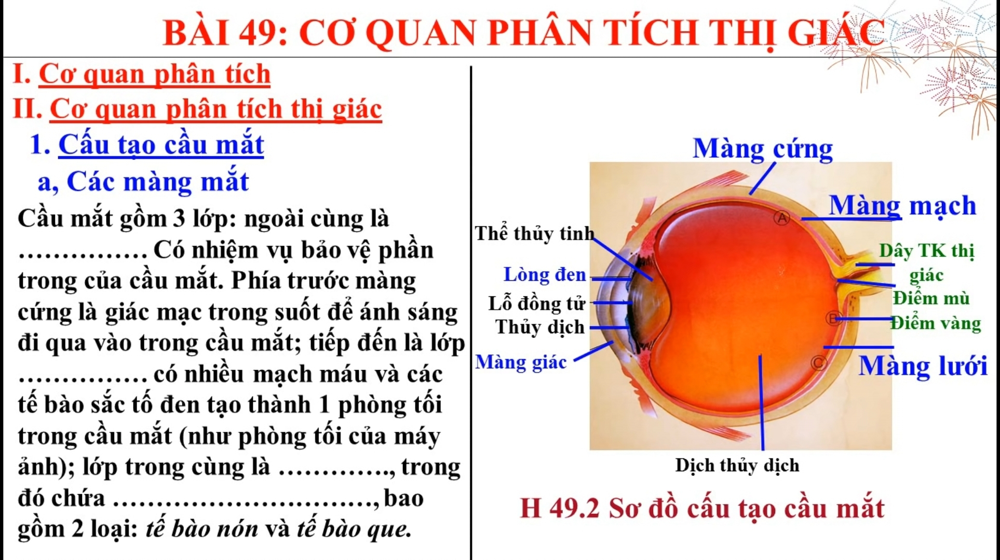 BÀI 49: CƠ QUAN PHÂN TÍCH THỊ GIÁC
I. Cơ quan phân tích
II. Cơ quan phân tích thị giác
1. Cấu tạo cầu mắt
a, Các màng mắt
Cầu mắt gồm 3 lớp: ngoài cùng là
…………… Có nhiệm vụ bảo vệ phần
trong của cầu mắt. Phía trước màng
cứng là giác mạc trong suốt để ánh sáng
đi qua vào trong cầu mắt; tiếp đến là lớp
…………… có nhiều mạch máu và các
tế bào sắc tố đen tạo thành 1 phòng tối
trong cầu mắt (như phòng tối của máy
ảnh); lớp trong cùng là …………., trong
đó chứa …………………………, bao
gồm 2 loại: tế bào nón và tế bào que.
Màng cứng
Màng mạch
Thể thủy tinh
Dây TK thị
giác
Lòng đen
Điểm mù
Lỗ đồng tử
Điểm vàng
Thủy dịch
Màng giác
Màng lưới
A
B
C
Dịch thủy dịch
H 49.2 Sơ đồ cấu tạo cầu mắt